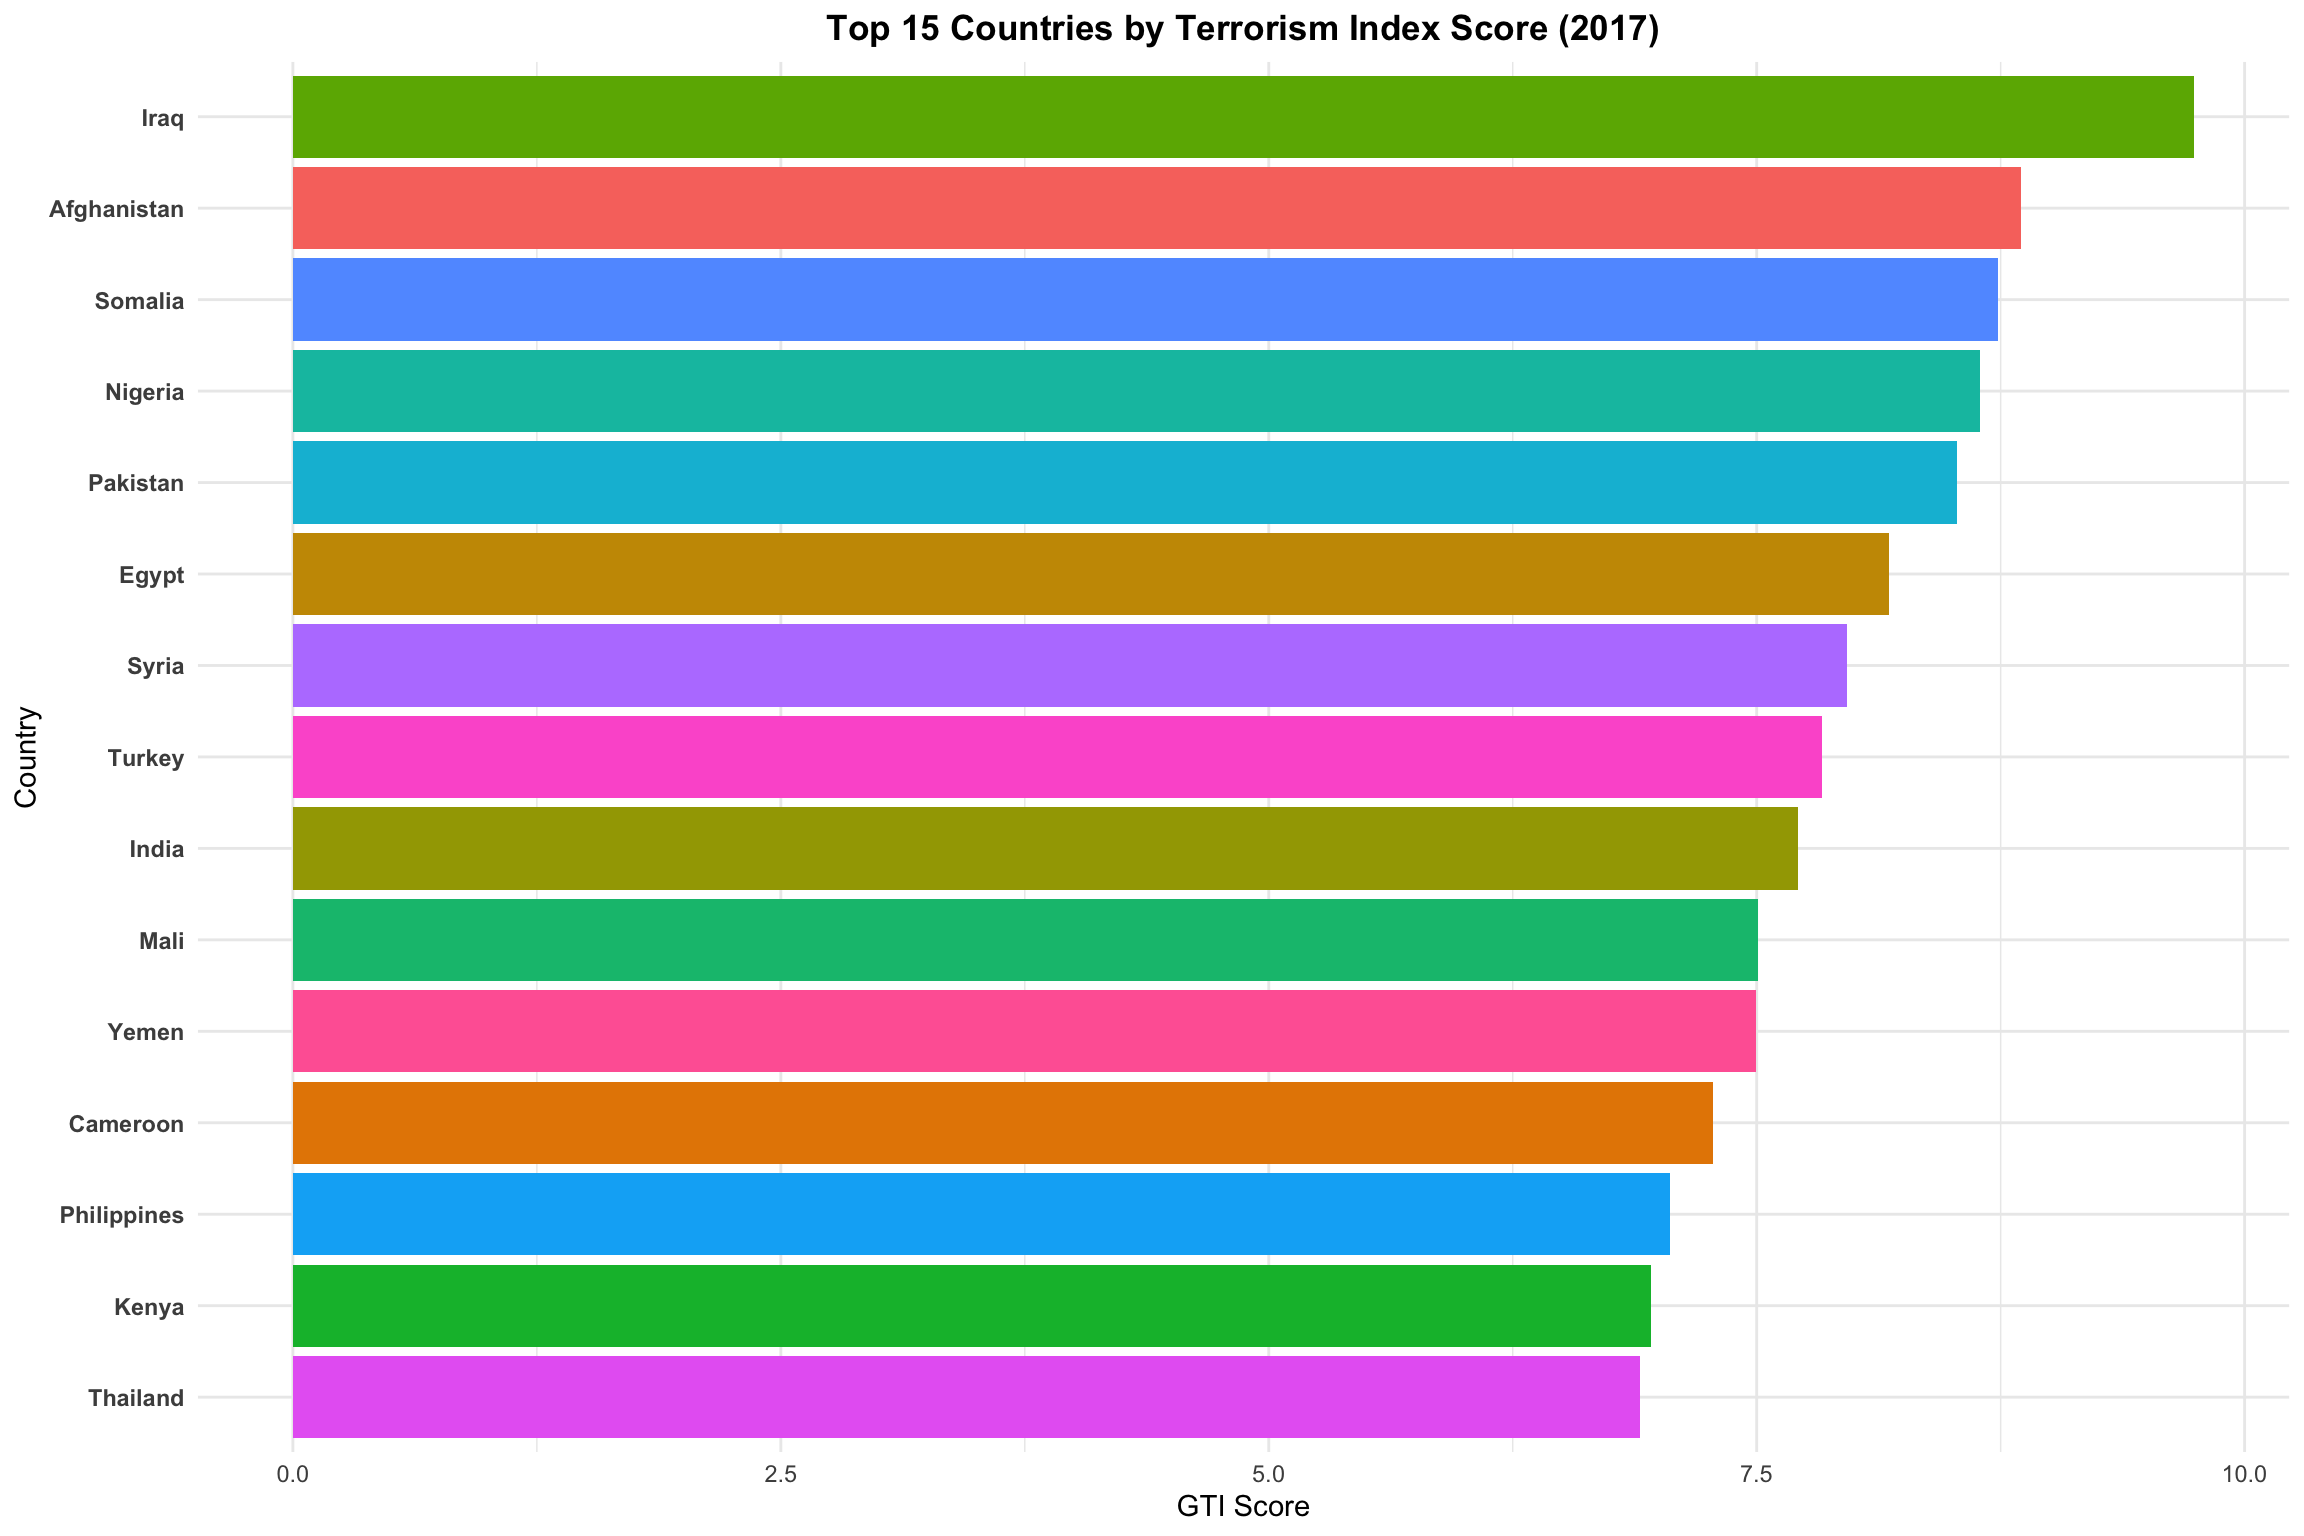 Top 15 Countries by Terrorism Index Score (2017)
Iraq
Afghanistan
Somalia
Nigeria
Pakistan
Egypt
Syria
Turkey
India
Mali
Yemen
Cameroon
Philippines
Kenya
Thailand
Country
0.0 2.5 5.0 7.5 10.0
GTI Score